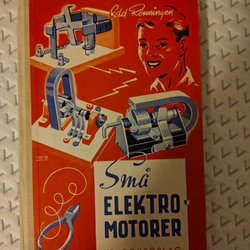 Eld Rønningen
Små
ELEKTRO-
MOTORER